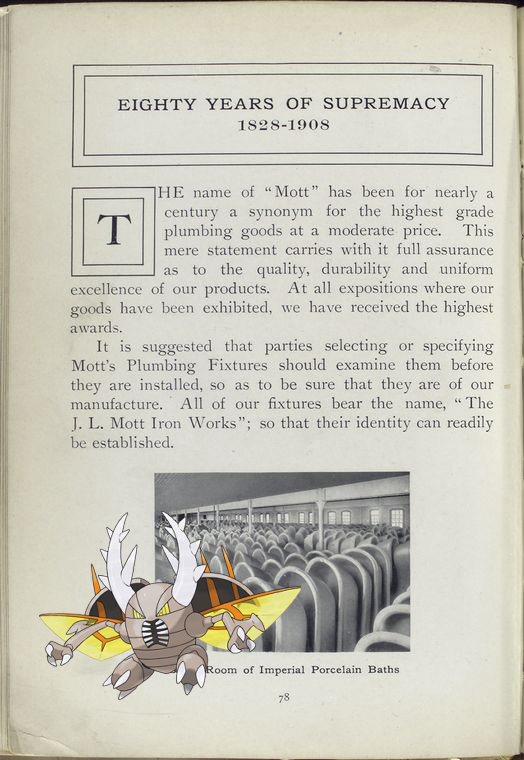 EIGHTY YEARS OF SUPREMACY
1828-1908
THE name of "Mott" has been for nearly a
century a synonym for the highest grade
plumbing goods at a moderate price. This
mere statement carries with it full assurance
as to the quality, durability and uniform
excellence of our products. At all expositions where our
goods have been exhibited, we have received the highest
awards.
It is suggested that parties selecting or specifying
Mott's Plumbing Fixtures should examine them before
they are installed, so as to be sure that they are of our
manufacture. All of our fixtures bear the name, "The
J. L. Mott Iron Works"; so that their identity can readily
be established.
Room of Imperial Porcelain Baths
78